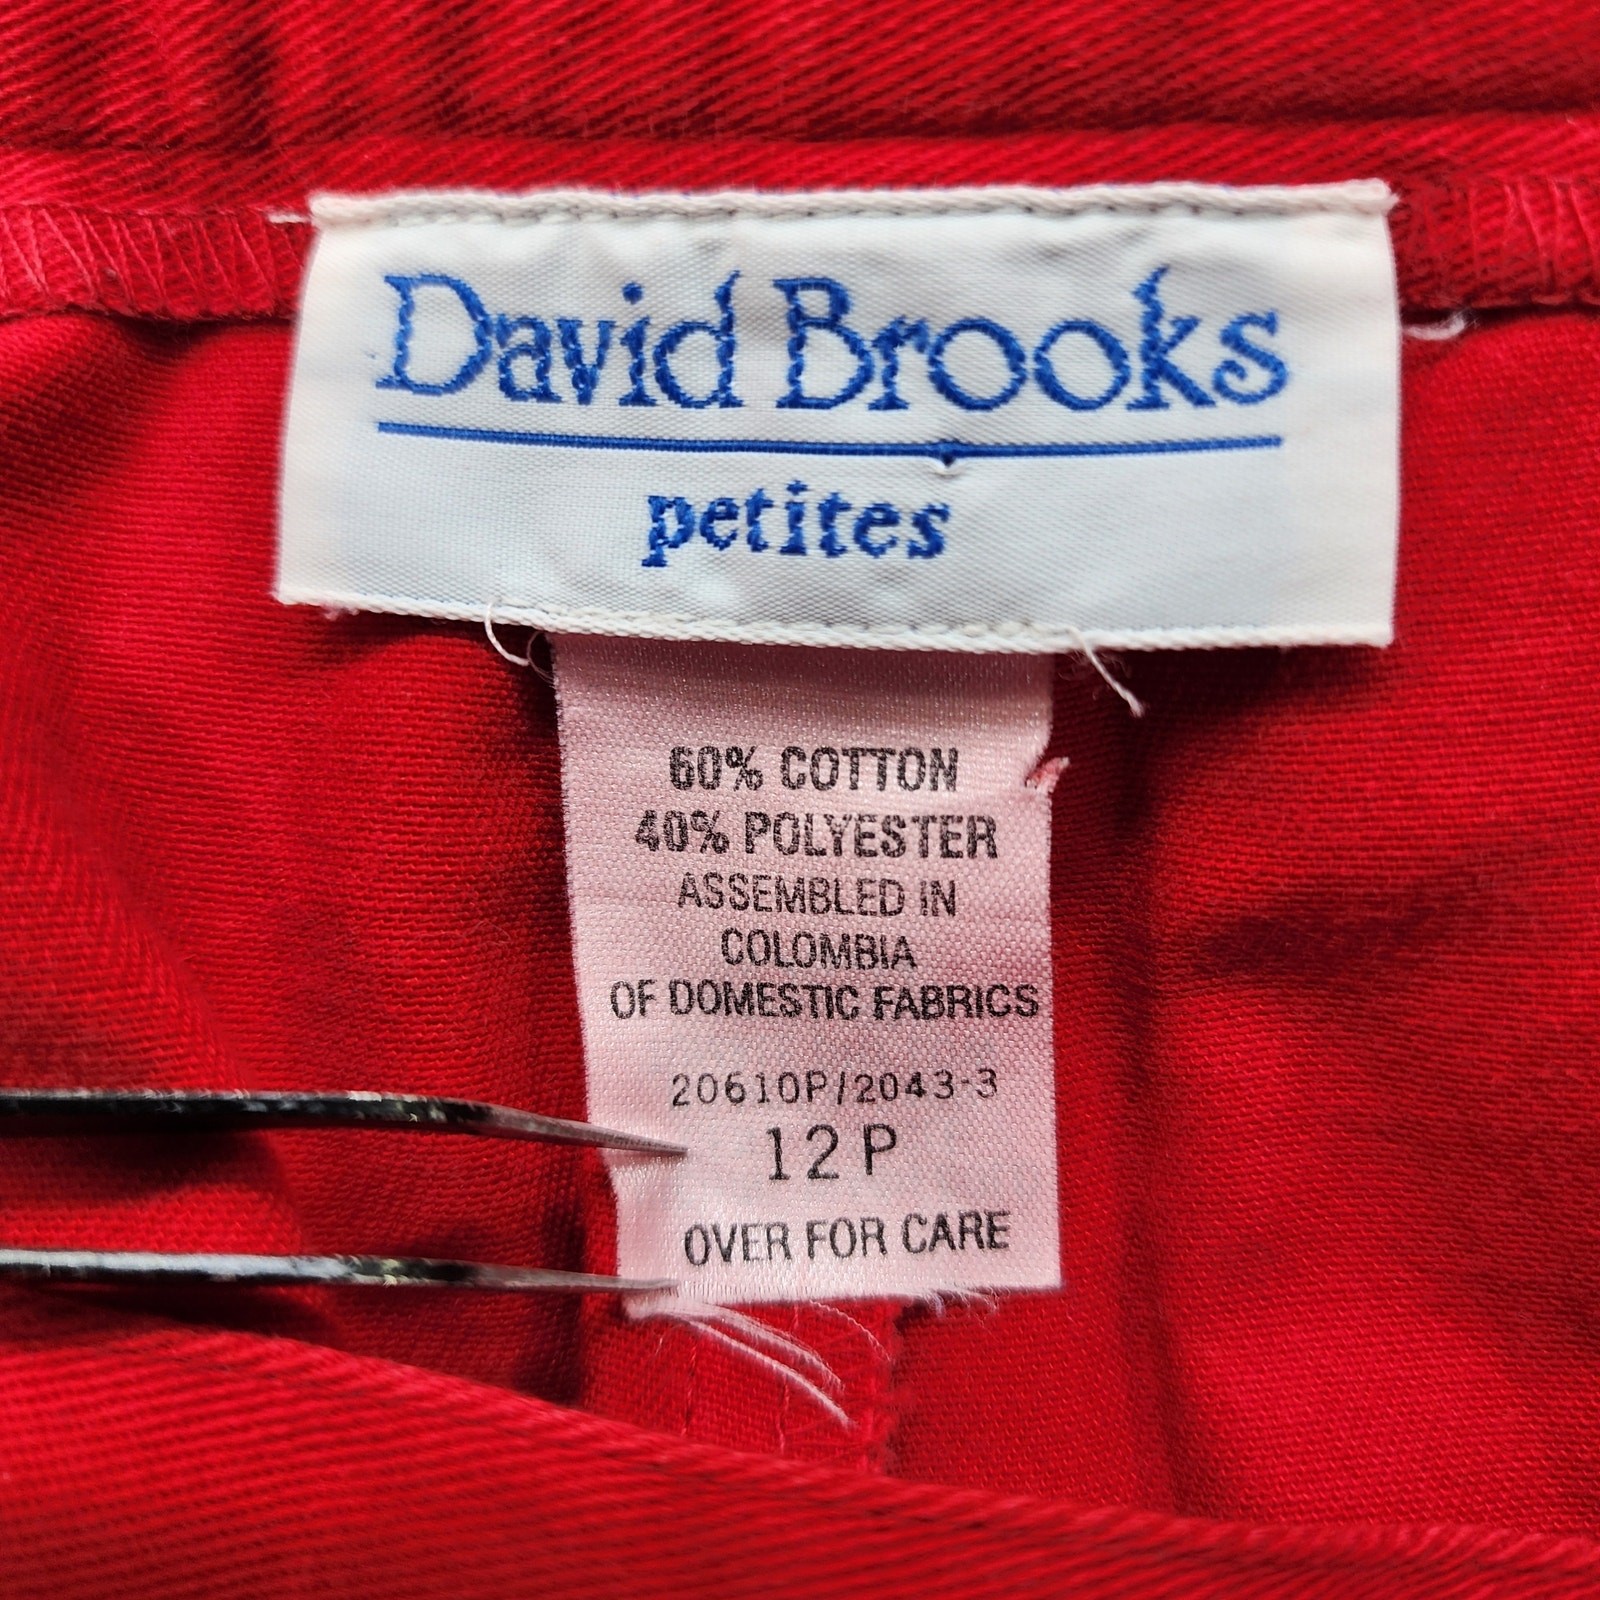 David Brooks
petites
60% COTTON
40% POLYESTER
ASSEMBLED IN
COLOMBIA
OF DOMESTIC FABRICS
20610P/2043-3
12P
OVER FOR CARE